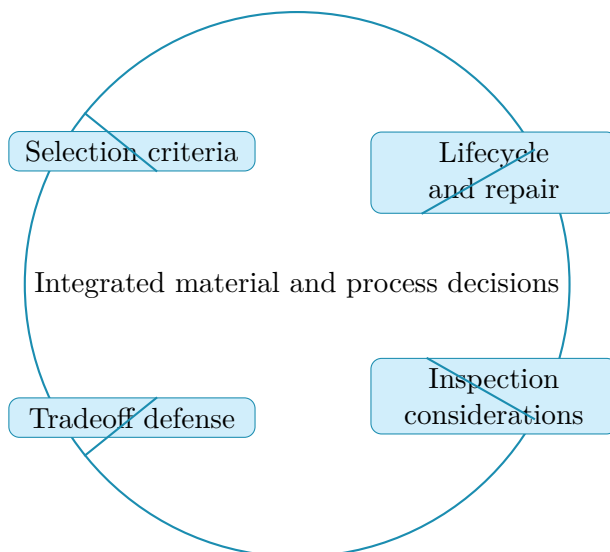 Selection criteria
Lifecycle
and repair
Integrated material and process decisions
Tradeoff defense
Inspection
considerations